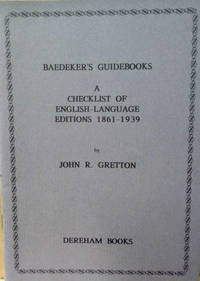 BAEDEKER'S GUIDEBOOKS
A
CHECKLIST OF
ENGLISH-LANGUAGE
EDITIONS 1861-1939
by
JOHN R. GRETTON
DEREHAM BOOKS